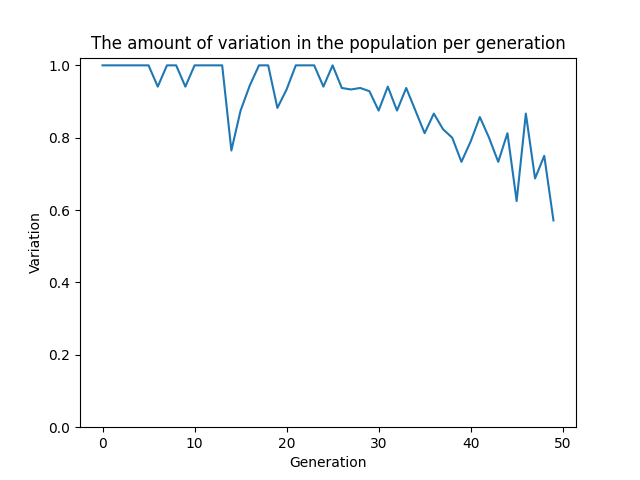 The amount of variation in the population per generation
1.0
0.8
0.6
0.4
0.2
0.0
Variation
0 10 20 30 40 50
Generation